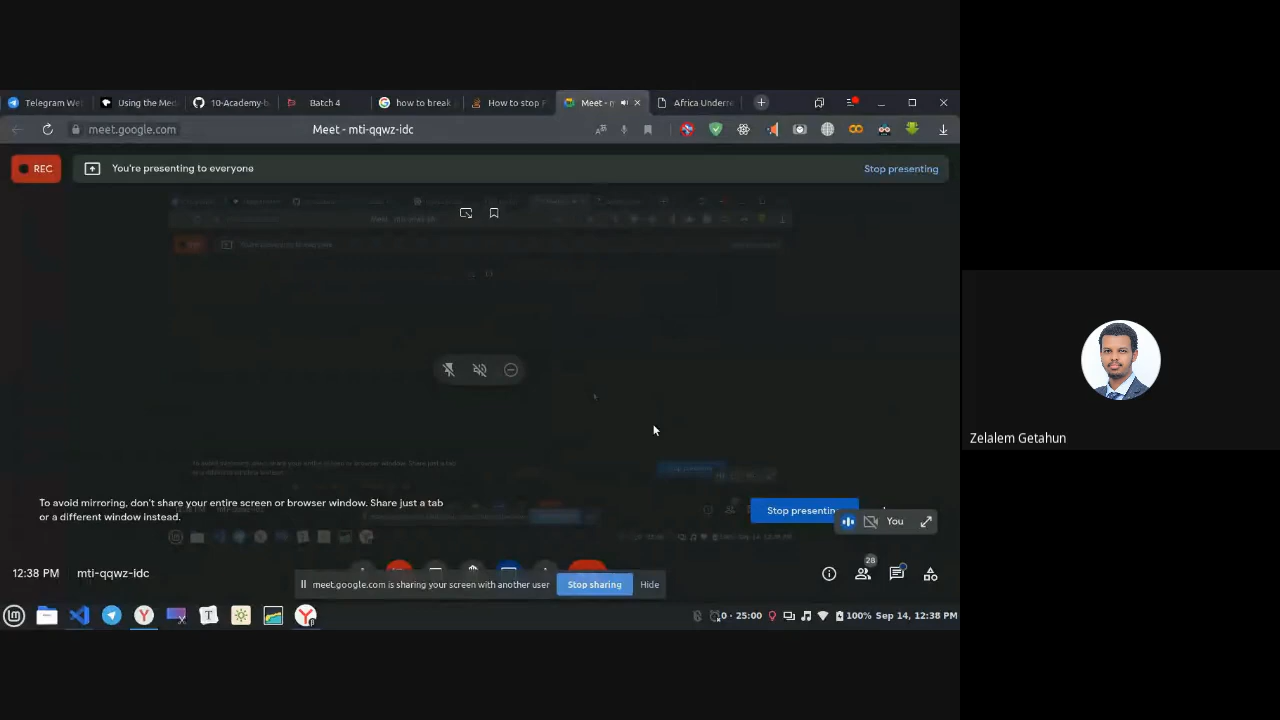 Telegram We
Using the Med
10-Academy-b
Batch 4
how to break
How to stop F
Meet - m
Africa Underre
meet.google.com
Meet - mti-qqwz-idc
REC
You're presenting to everyone
Stop presenting
To avoid mirroring, don't share your entire screen or browser window. Share just a tab
or a different window instead.
Stop presenting
You
Zelalem Getahun
12:38 PM
mti-qqwz-idc
28
meet.google.com is sharing your screen with another user
Stop sharing
Hide
0 - 25:00
100%
Sep 14, 12:38 PM